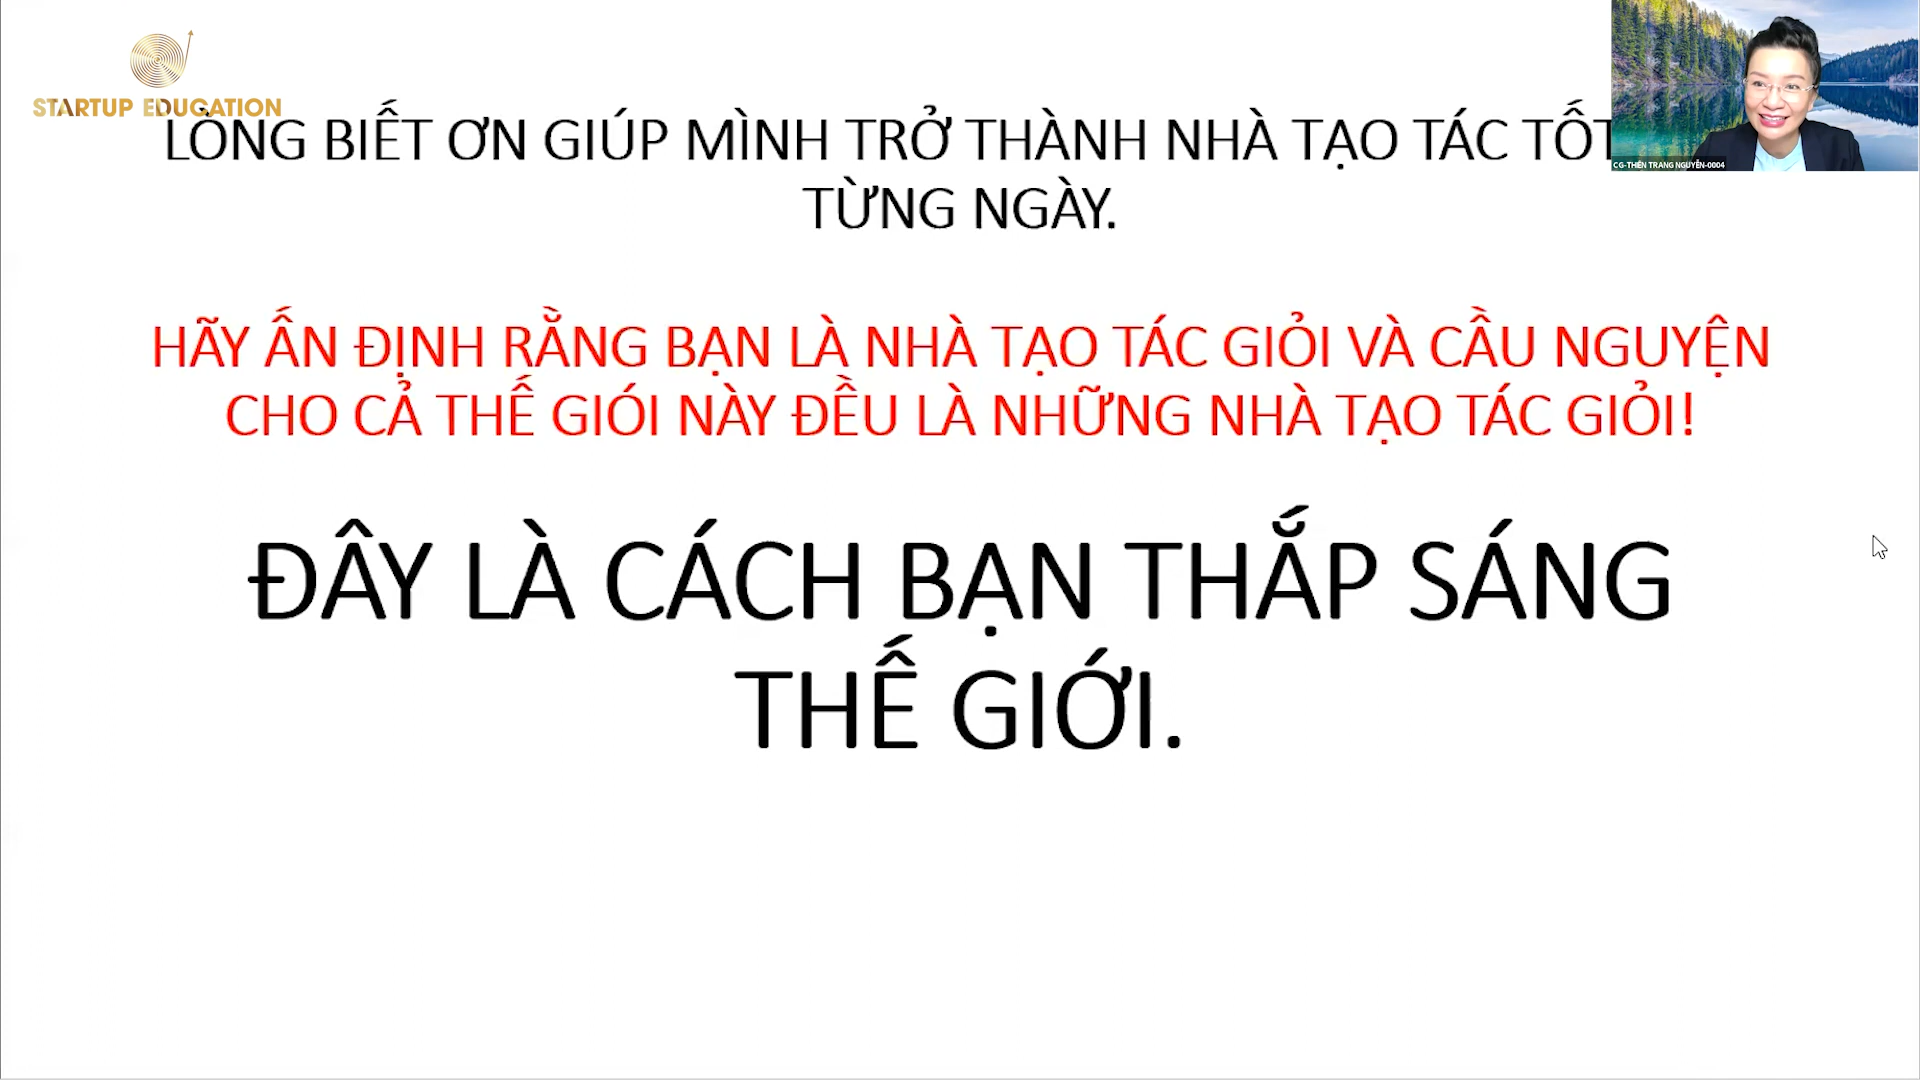 STARTUP EDUCATION
LÒNG BIẾT ƠN GIÚP MÌNH TRỞ THÀNH NHÀ TẠO TÁC TỐT
TỪNG NGÀY.
HÃY ẤN ĐỊNH RẰNG BẠN LÀ NHÀ TẠO TÁC GIỎI VÀ CẦU NGUYỆN
CHO CẢ THẾ GIÓI NÀY ĐỀU LÀ NHỮNG NHÀ TẠO TÁC GIỎI!
ĐÂY LÀ CÁCH BẠN THẮP SÁNG
THẾ GIỚI.
CG-THIÊN TRANG NGUYỄN-0004